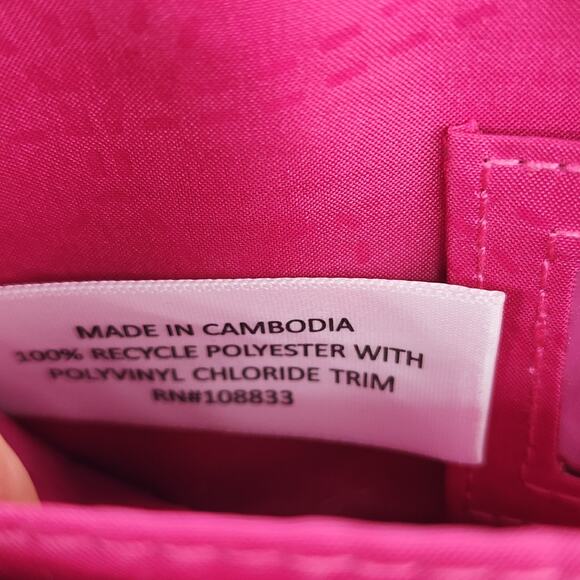 MADE IN CAMBODIA
100% RECYCLE POLYESTER WITH
POLYVINYL CHLORIDE TRIM
RN#108833